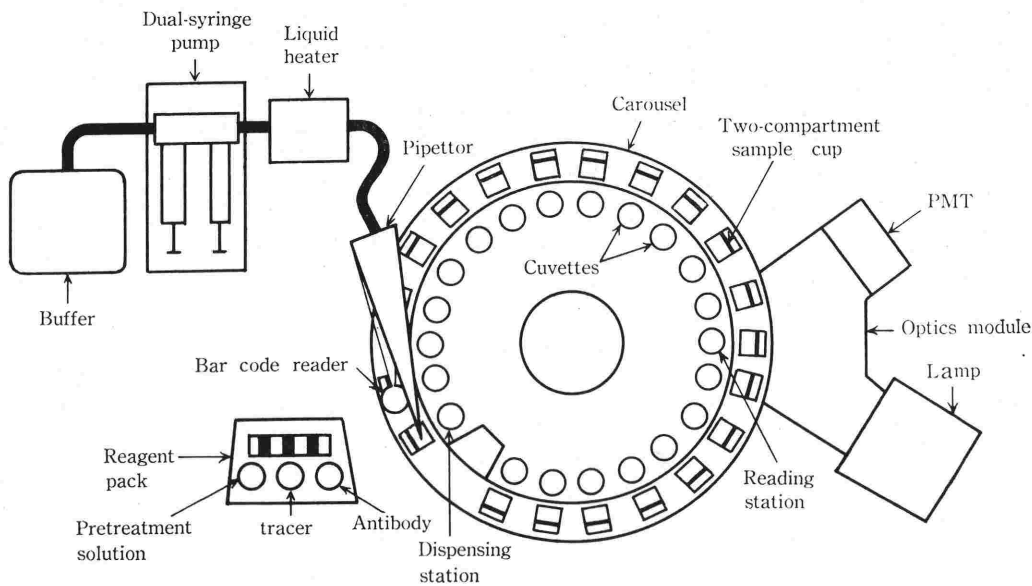 Dual-syringe
pump
Liquid
heater
Carousel
Two-compartment
sample cup
Pipettor
PMT
Cuvettes
Buffer
Optics module
Bar code reader
Lamp
Reagent
pack
Reading
station
Pretreatment
solution
tracer
Antibody
Dispensing
station